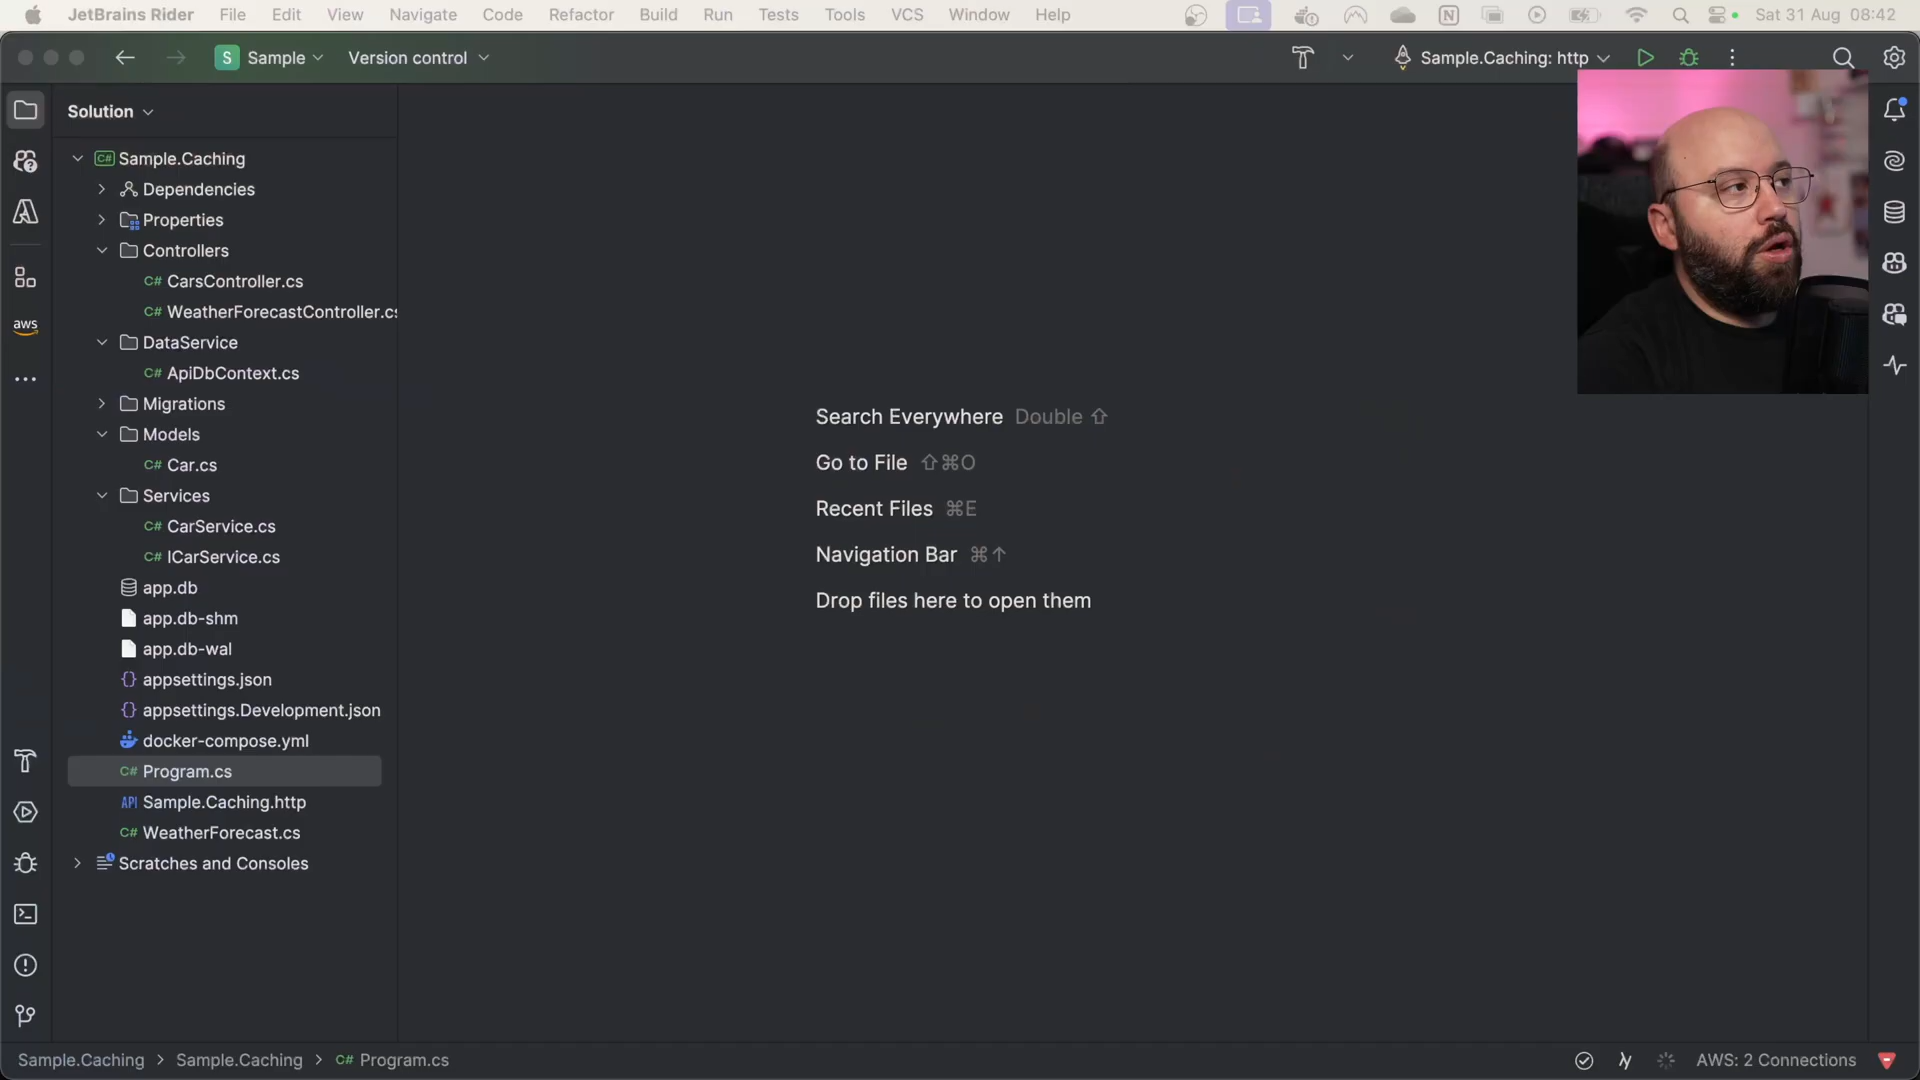 JetBrains Rider File Edit View Navigate Code Refactor Build Run Tests Tools VCS Window Help Sat 31 Aug 08:42
S Sample Version control Sample.Caching: http
Solution
C# Sample.Caching
Dependencies
Properties
Controllers
C# CarsController.cs
C# WeatherForecastController.cs
DataService
C# ApiDbContext.cs
Migrations
Models
C# Car.cs
Services
C# CarService.cs
C# ICarService.cs
app.db
app.db-shm
app.db-wal
{} appsettings.json
{} appsettings.Development.json
docker-compose.yml
C# Program.cs
API Sample.Caching.http
C# WeatherForecast.cs
Scratches and Consoles
aws
Search Everywhere Double ⇧
Go to File ⇧⌘O
Recent Files ⌘E
Navigation Bar ⌘↑
Drop files here to open them
Sample.Caching > Sample.Caching > C# Program.cs
AWS: 2 Connections